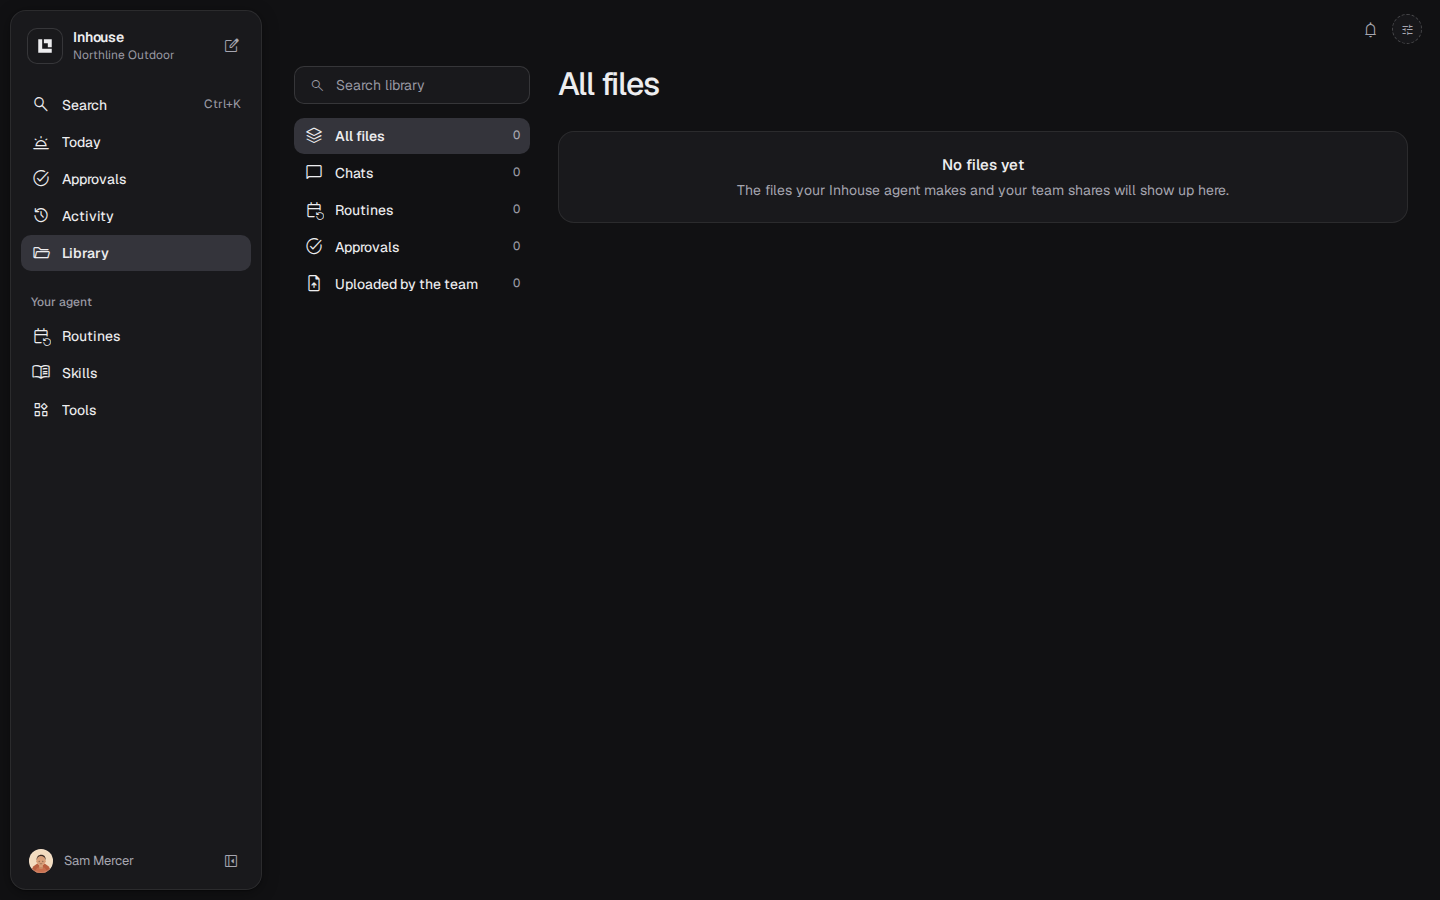 Inhouse
Northline Outdoor
Search Ctrl+K
Today
Approvals
Activity
Library
Your agent
Routines
Skills
Tools
Sam Mercer
Search library
All files 0
Chats 0
Routines 0
Approvals 0
Uploaded by the team 0
All files
No files yet
The files your Inhouse agent makes and your team shares will show up here.